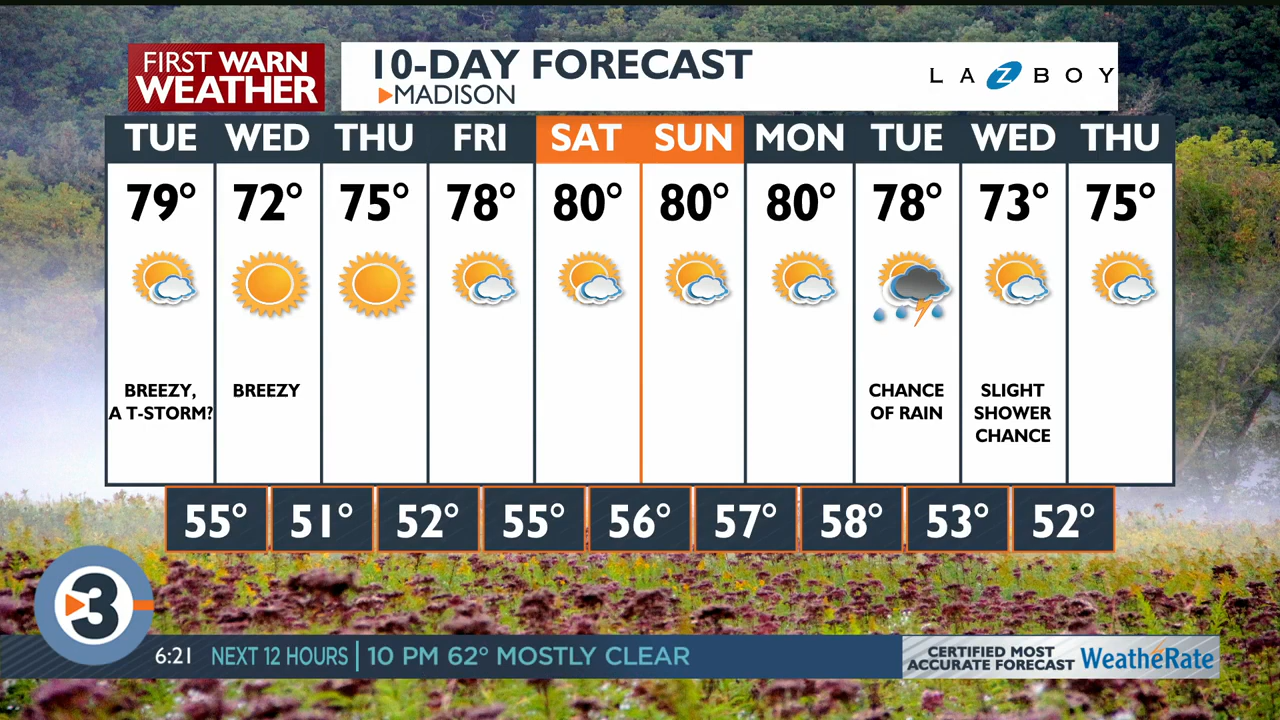 FIRST WARN
WEATHER
10-DAY FORECAST
MADISON
LA Z BOY
TUE WED THU FRI SAT SUN MON TUE WED THU
79° 72° 75° 78° 80° 80° 80° 78° 73° 75°
BREEZY,
A T-STORM?
BREEZY
CHANCE
OF RAIN
SLIGHT
SHOWER
CHANCE
55° 51° 52° 55° 56° 57° 58° 53° 52°
3
6:21 NEXT 12 HOURS | 10 PM 62° MOSTLY CLEAR
CERTIFIED MOST
ACCURATE FORECAST
WeatheRate